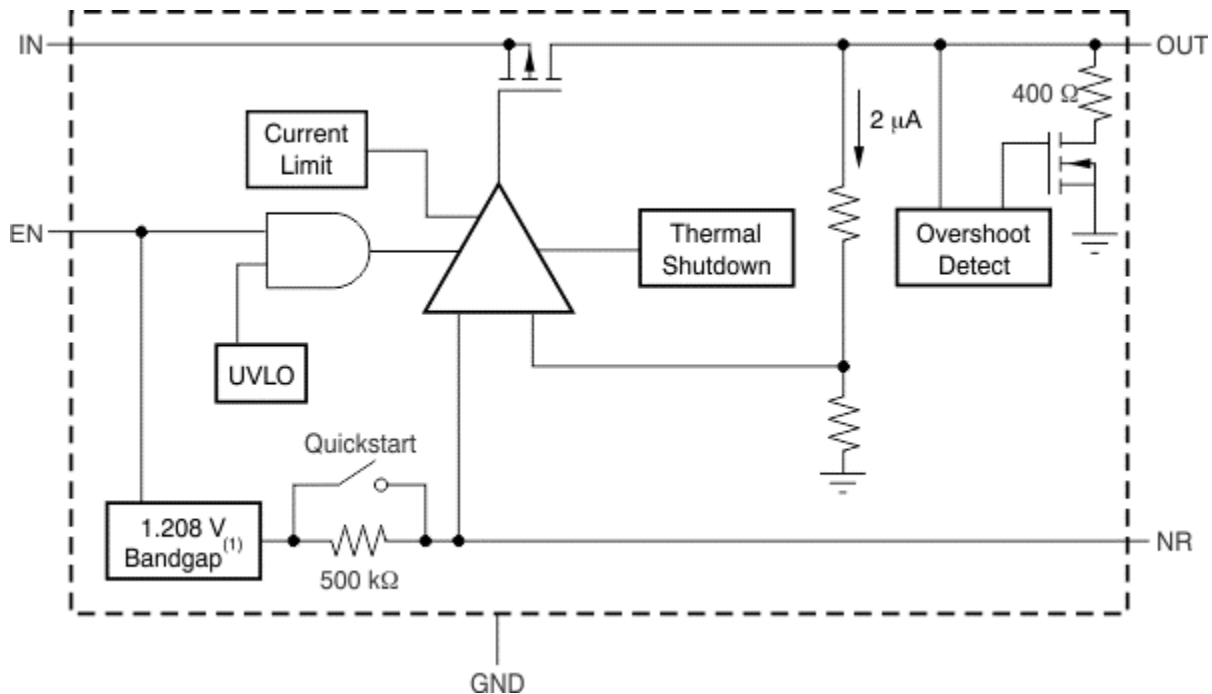 IN
OUT
400 Ω
2 μA
Current
Limit
EN
Thermal
Shutdown
Overshoot
Detect
UVLO
Quickstart
1.208 V
Bandgap(1)
500 kΩ
NR
GND